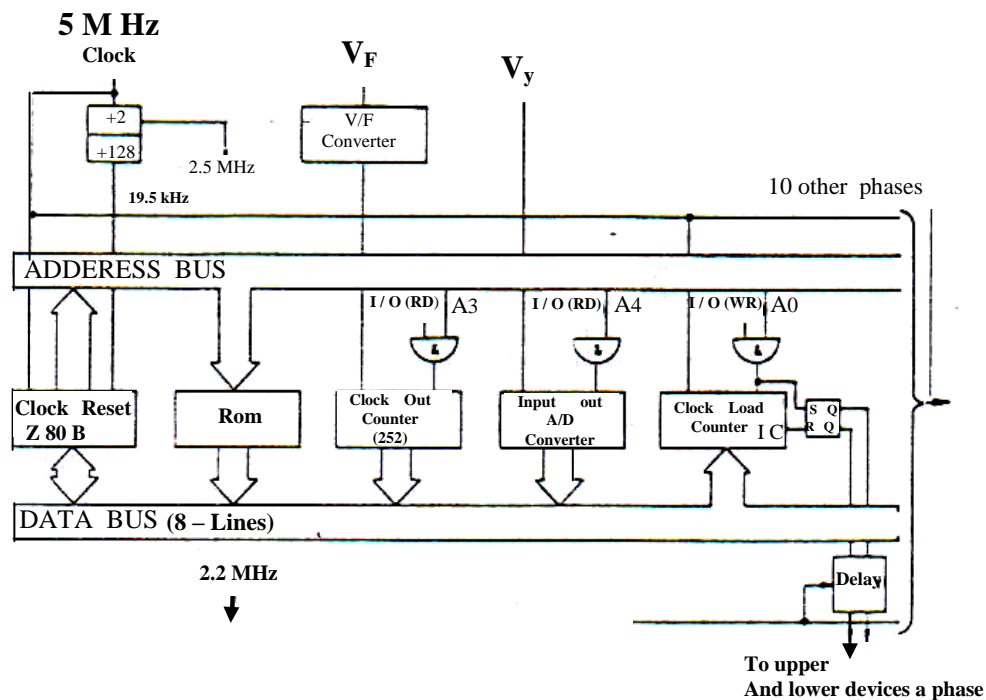 5 M Hz
Clock
V_F
V_y
+2
+128
2.5 MHz
19.5 kHz
V/F
Converter
10 other phases
ADDERESS BUS
I / O (RD)
A3
I / O (RD)
A4
I / O (WR)
A0
&
&
&
Clock Reset
Z 80 B
Rom
Clock Out
Counter
(252)
Input out
A/D
Converter
Clock Load
Counter I C
S Q
R Q
DATA BUS (8 – Lines)
2.2 MHz
Delay
To upper
And lower devices a phase